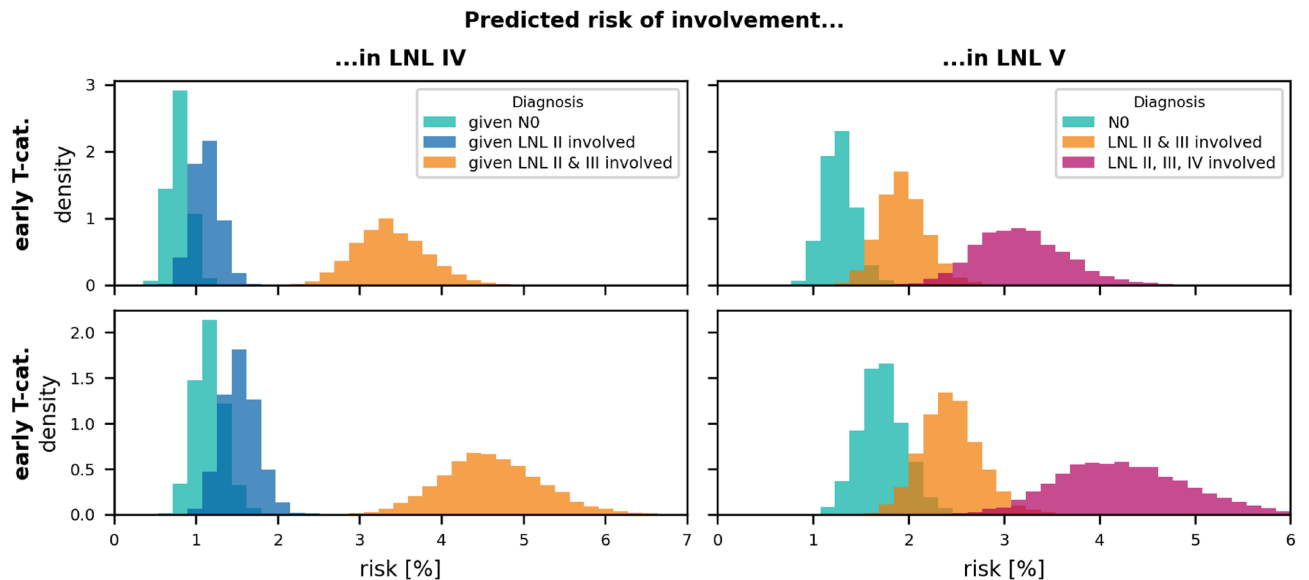 Predicted risk of involvement...
...in LNL IV
...in LNL V
early T-cat.
density
3
2
1
0
Diagnosis
given N0
given LNL II involved
given LNL II & III involved
Diagnosis
N0
LNL II & III involved
LNL II, III, IV involved
early T-cat.
density
2.0
1.5
1.0
0.5
0.0
0 1 2 3 4 5 6 7
1 2 3 4 5 6
risk [%]
risk [%]